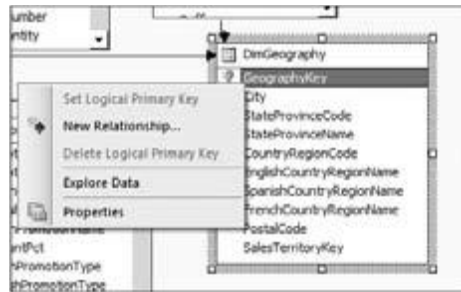 umber
ntity
DimGeography
GeographyKey
City
StateProvinceCode
StateProvinceName
CountryRegionCode
EnglishCountryRegionName
SpanishCountryRegionName
FrenchCountryRegionName
PostalCode
SalesTerritoryKey
Set Logical Primary Key
New Relationship...
Delete Logical Primary Key
Explore Data
Properties
ntPct
hPromotionType
shPromotionType